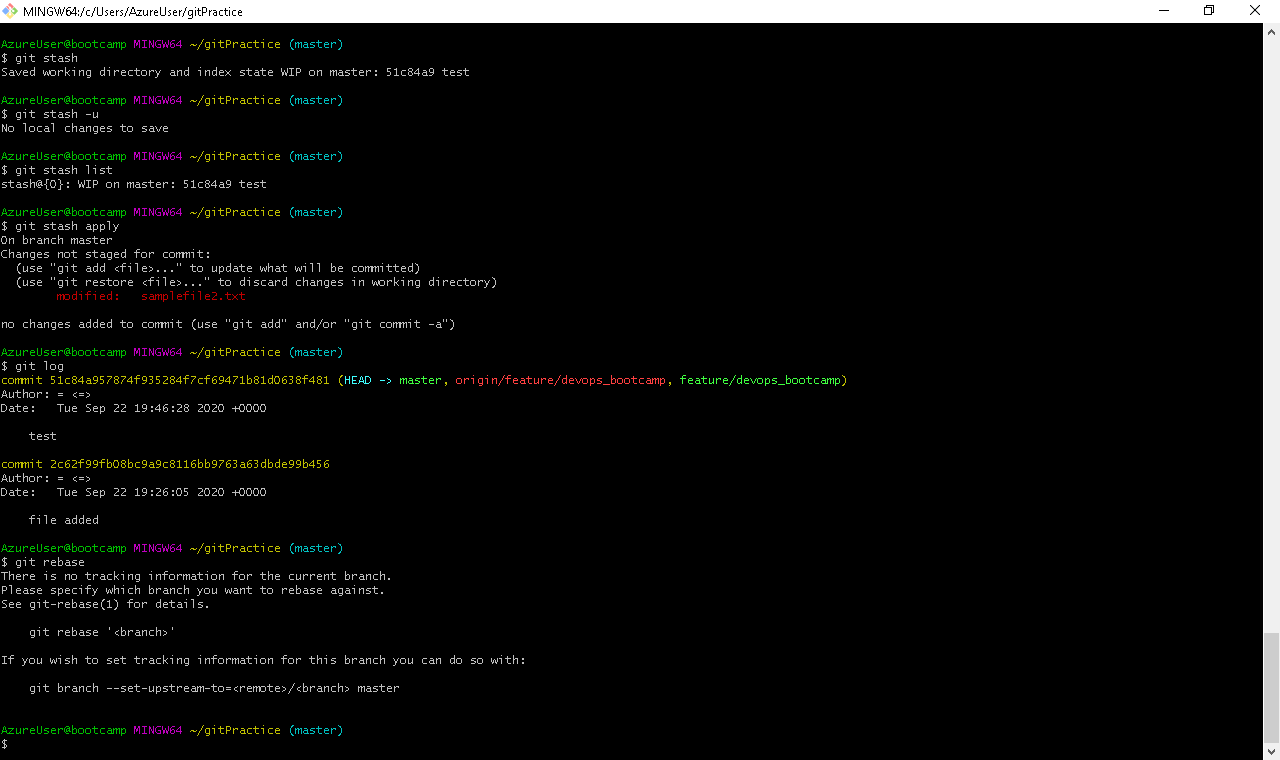 MINGW64:/c/Users/AzureUser/gitPractice
AzureUser@bootcamp MINGW64 ~/gitPractice (master)
$ git stash
Saved working directory and index state WIP on master: 51c84a9 test
AzureUser@bootcamp MINGW64 ~/gitPractice (master)
$ git stash -u
No local changes to save
AzureUser@bootcamp MINGW64 ~/gitPractice (master)
$ git stash list
stash@{0}: WIP on master: 51c84a9 test
AzureUser@bootcamp MINGW64 ~/gitPractice (master)
$ git stash apply
On branch master
Changes not staged for commit:
  (use "git add <file>..." to update what will be committed)
  (use "git restore <file>..." to discard changes in working directory)
        modified:   samplefile2.txt
no changes added to commit (use "git add" and/or "git commit -a")
AzureUser@bootcamp MINGW64 ~/gitPractice (master)
$ git log
commit 51c84a957874f935284f7cf69471b81d0638f481 (HEAD -> master, origin/feature/devops_bootcamp, feature/devops_bootcamp)
Author: = <=>
Date:   Tue Sep 22 19:46:28 2020 +0000
    test
commit 2c62f99fb08bc9a9c8116bb9763a63dbde99b456
Author: = <=>
Date:   Tue Sep 22 19:26:05 2020 +0000
    file added
AzureUser@bootcamp MINGW64 ~/gitPractice (master)
$ git rebase
There is no tracking information for the current branch.
Please specify which branch you want to rebase against.
See git-rebase(1) for details.
    git rebase '<branch>'
If you wish to set tracking information for this branch you can do so with:
    git branch --set-upstream-to=<remote>/<branch> master
AzureUser@bootcamp MINGW64 ~/gitPractice (master)
$